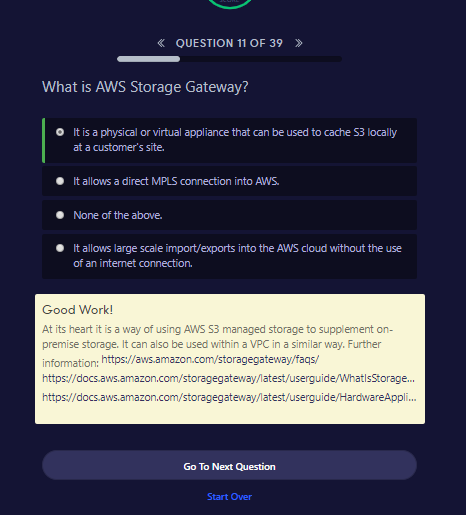 « QUESTION 11 OF 39 »
What is AWS Storage Gateway?
It is a physical or virtual appliance that can be used to cache S3 locally
at a customer's site.
It allows a direct MPLS connection into AWS.
None of the above.
It allows large scale import/exports into the AWS cloud without the use
of an internet connection.
Good Work!
At its heart it is a way of using AWS S3 managed storage to supplement on-
premise storage. It can also be used within a VPC in a similar way. Further
information: https://aws.amazon.com/storagegateway/faqs/
https://docs.aws.amazon.com/storagegateway/latest/userguide/WhatIsStorage...
https://docs.aws.amazon.com/storagegateway/latest/userguide/HardwareAppli...
Go To Next Question
Start Over